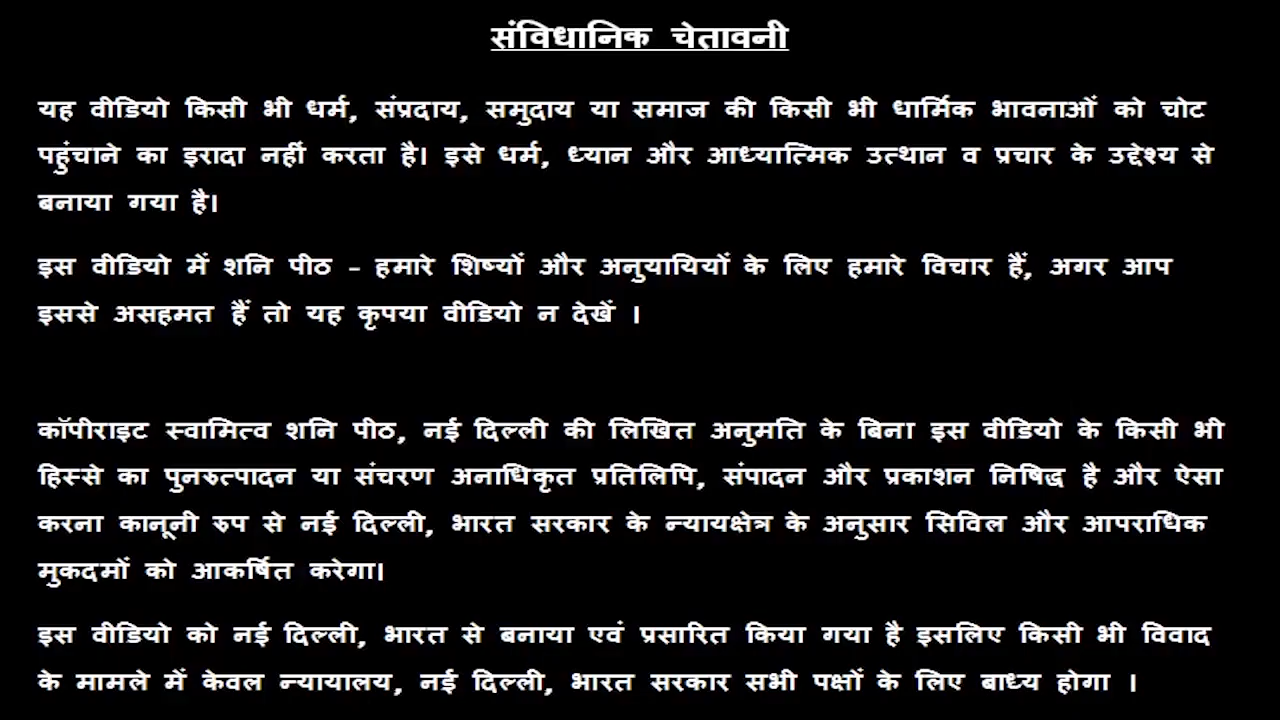 संविधानिक चेतावनी
यह वीडियो किसी भी धर्म, संप्रदाय, समुदाय या समाज की किसी भी धार्मिक भावनाओं को चोट
पहुंचाने का इरादा नहीं करता है। इसे धर्म, ध्यान और आध्यात्मिक उत्थान व प्रचार के उद्देश्य से
बनाया गया है।
इस वीडियो में शनि पीठ – हमारे शिष्यों और अनुयायियों के लिए हमारे विचार हैं, अगर आप
इससे असहमत हैं तो यह कृपया वीडियो न देखें ।
कॉपीराइट स्वामित्व शनि पीठ, नई दिल्ली की लिखित अनुमति के बिना इस वीडियो के किसी भी
हिस्से का पुनरुत्पादन या संचरण अनाधिकृत प्रतिलिपि, संपादन और प्रकाशन निषिद्ध है और ऐसा
करना कानूनी रुप से नई दिल्ली, भारत सरकार के न्यायक्षेत्र के अनुसार सिविल और आपराधिक
मुकदमों को आकर्षित करेगा।
इस वीडियो को नई दिल्ली, भारत से बनाया एवं प्रसारित किया गया है इसलिए किसी भी विवाद
के मामले में केवल न्यायालय, नई दिल्ली, भारत सरकार सभी पक्षों के लिए बाध्य होगा ।